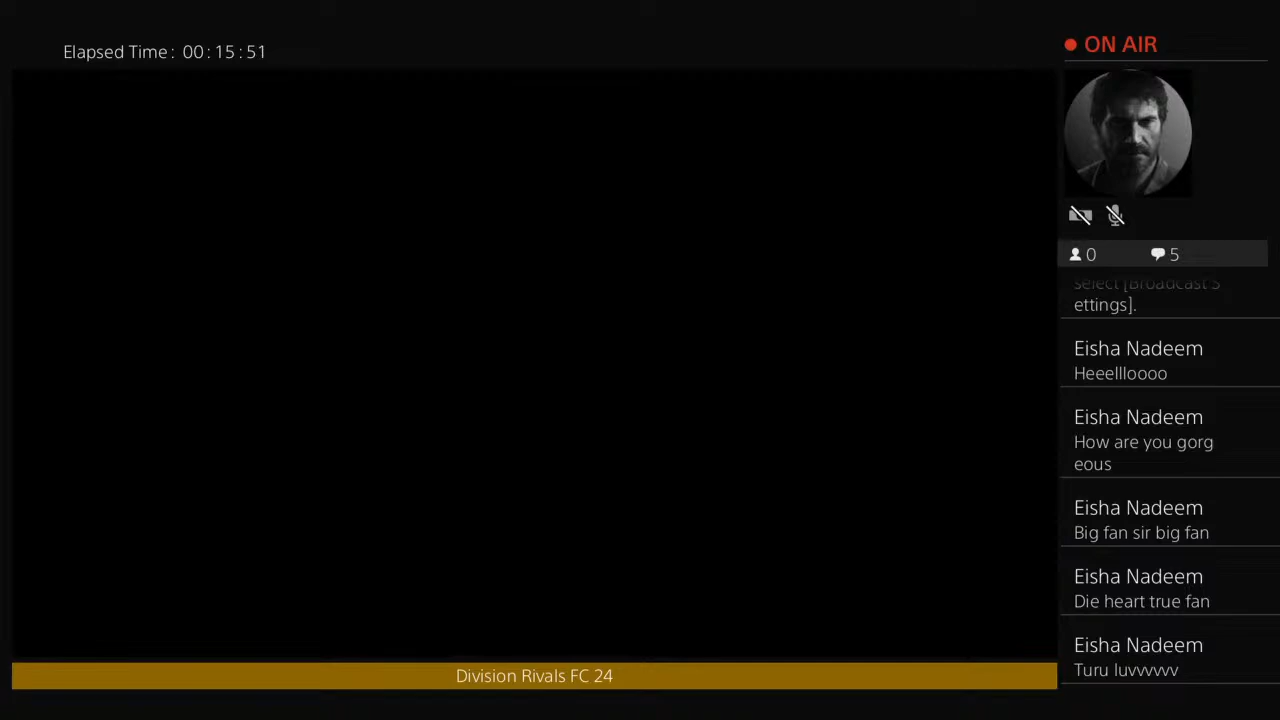 Elapsed Time: 00:15:51
ON AIR
0 5
select [Broadcast S
ettings].
Eisha Nadeem
Heeellloooo
Eisha Nadeem
How are you gorg
eous
Eisha Nadeem
Big fan sir big fan
Eisha Nadeem
Die heart true fan
Eisha Nadeem
Turu luvvvvvv
Division Rivals FC 24